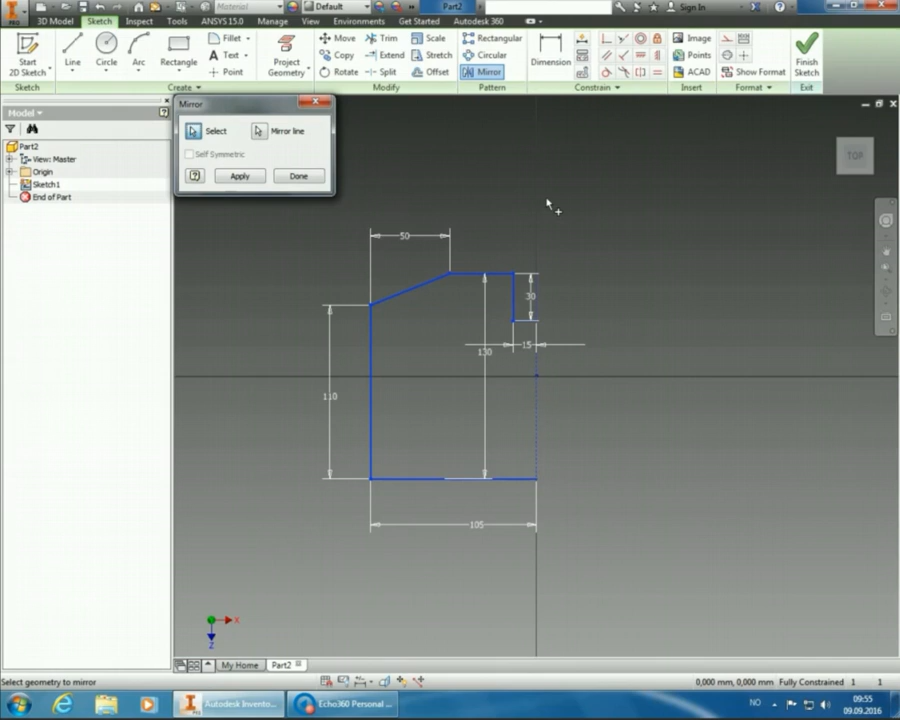 Material
Default
Part2
Sign In
PRO
3D Model
Sketch
Inspect
Tools
ANSYS 15.0
Manage
View
Environments
Get Started
Autodesk 360
Start
2D Sketch
Line
Circle
Arc
Rectangle
Fillet
Text
Point
Project
Geometry
Move
Copy
Rotate
Trim
Extend
Split
Scale
Stretch
Offset
Rectangular
Circular
Mirror
Dimension
Image
Points
ACAD
Show Format
Finish
Sketch
Sketch
Create
Modify
Pattern
Constrain
Insert
Format
Exit
Model
Part2
View: Master
Origin
Sketch1
End of Part
Mirror
Select
Mirror line
Self Symmetric
Apply
Done
TOP
50
30
15
130
110
105
X
Z
My Home
Part2
Select geometry to mirror
0,000 mm, 0,000 mm
Fully Constrained
1
1
Autodesk Invento...
Echo360 Personal ...
NO
09:55
09.09.2016